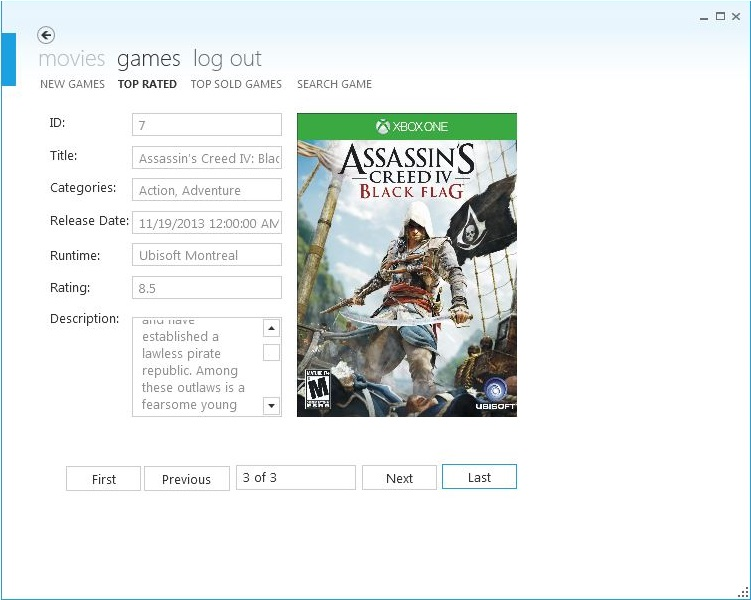 movies games log out
NEW GAMES TOP RATED TOP SOLD GAMES SEARCH GAME
ID: 7
Title: Assassin's Creed IV: Blac
Categories: Action, Adventure
Release Date: 11/19/2013 12:00:00 AM
Runtime: Ubisoft Montreal
Rating: 8.5
Description: and have
established a
lawless pirate
republic. Among
these outlaws is a
fearsome young
XBOX ONE
ASSASSIN'S
CREED IV
BLACK FLAG
MATURE 17+
M
ESRB
UBISOFT
First Previous 3 of 3 Next Last